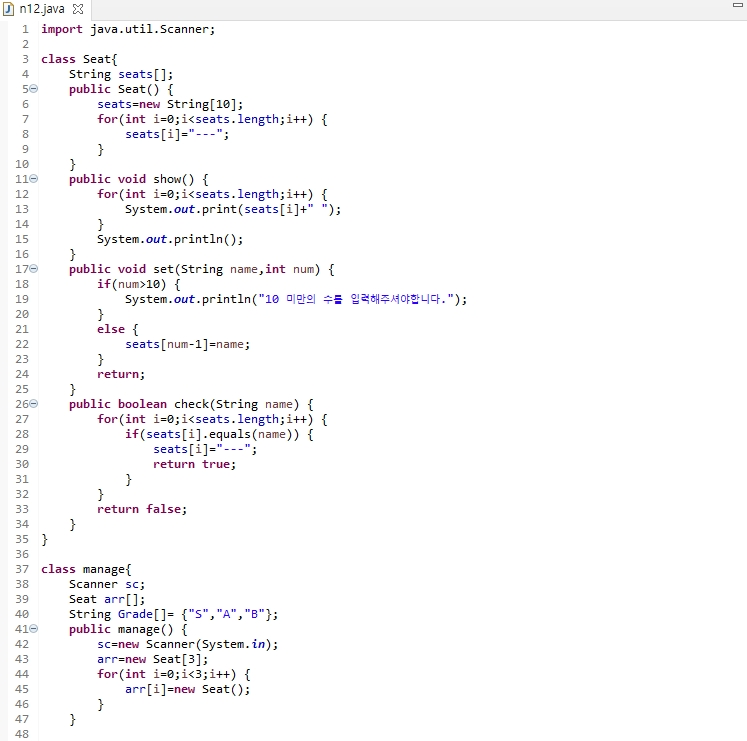 n12.java
1 import java.util.Scanner;
2
3 class Seat{
4     String seats[];
5     public Seat() {
6         seats=new String[10];
7         for(int i=0;i<seats.length;i++) {
8             seats[i]="---";
9         }
10     }
11     public void show() {
12         for(int i=0;i<seats.length;i++) {
13             System.out.print(seats[i]+" ");
14         }
15         System.out.println();
16     }
17     public void set(String name,int num) {
18         if(num>10) {
19             System.out.println("10 미만의 수를 입력해주셔야합니다.");
20         }
21         else {
22             seats[num-1]=name;
23         }
24         return;
25     }
26     public boolean check(String name) {
27         for(int i=0;i<seats.length;i++) {
28             if(seats[i].equals(name)) {
29                 seats[i]="---";
30                 return true;
31             }
32         }
33         return false;
34     }
35 }
36
37 class manage{
38     Scanner sc;
39     Seat arr[];
40     String Grade[]= {"S","A","B"};
41     public manage() {
42         sc=new Scanner(System.in);
43         arr=new Seat[3];
44         for(int i=0;i<3;i++) {
45             arr[i]=new Seat();
46         }
47     }
48